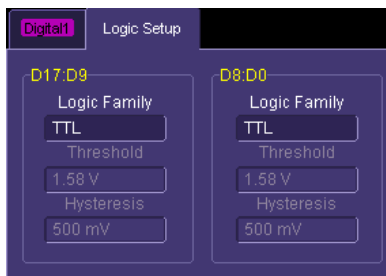 Digital1 Logic Setup
D17:D9
Logic Family
TTL
Threshold
1.58 V
Hysteresis
500 mV
D8:D0
Logic Family
TTL
Threshold
1.58 V
Hysteresis
500 mV